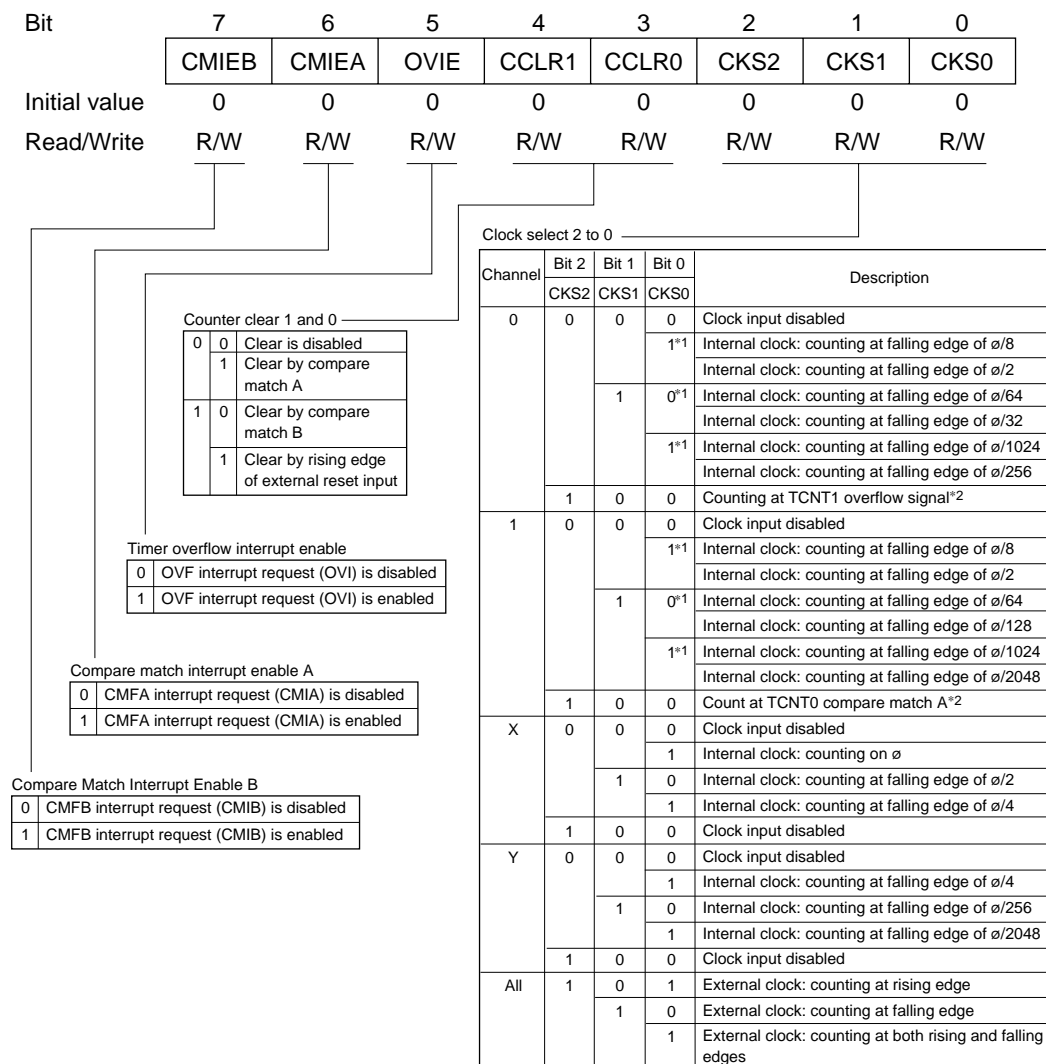 Bit 7 6 5 4 3 2 1 0
CMIEB CMIEA OVIE CCLR1 CCLR0 CKS2 CKS1 CKS0
Initial value 0 0 0 0 0 0 0 0
Read/Write R/W R/W R/W R/W R/W R/W R/W R/W
Clock select 2 to 0
Channel Bit 2 Bit 1 Bit 0 Description
CKS2 CKS1 CKS0
0 0 0 0 Clock input disabled
1*1 Internal clock: counting at falling edge of ø/8
Internal clock: counting at falling edge of ø/2
1 0*1 Internal clock: counting at falling edge of ø/64
Internal clock: counting at falling edge of ø/32
1*1 Internal clock: counting at falling edge of ø/1024
Internal clock: counting at falling edge of ø/256
1 0 0 Counting at TCNT1 overflow signal*2
1 0 0 0 Clock input disabled
1*1 Internal clock: counting at falling edge of ø/8
Internal clock: counting at falling edge of ø/2
1 0*1 Internal clock: counting at falling edge of ø/64
Internal clock: counting at falling edge of ø/128
1*1 Internal clock: counting at falling edge of ø/1024
Internal clock: counting at falling edge of ø/2048
1 0 0 Count at TCNT0 compare match A*2
X 0 0 0 Clock input disabled
1 Internal clock: counting on ø
1 0 Internal clock: counting at falling edge of ø/2
1 Internal clock: counting at falling edge of ø/4
1 0 0 Clock input disabled
Y 0 0 0 Clock input disabled
1 Internal clock: counting at falling edge of ø/4
1 0 Internal clock: counting at falling edge of ø/256
1 Internal clock: counting at falling edge of ø/2048
1 0 0 Clock input disabled
All 1 0 1 External clock: counting at rising edge
1 0 External clock: counting at falling edge
1 External clock: counting at both rising and falling
edges
Counter clear 1 and 0
0 0 Clear is disabled
1 Clear by compare
match A
1 0 Clear by compare
match B
1 Clear by rising edge
of external reset input
Timer overflow interrupt enable
0 OVF interrupt request (OVI) is disabled
1 OVF interrupt request (OVI) is enabled
Compare match interrupt enable A
0 CMFA interrupt request (CMIA) is disabled
1 CMFA interrupt request (CMIA) is enabled
Compare Match Interrupt Enable B
0 CMFB interrupt request (CMIB) is disabled
1 CMFB interrupt request (CMIB) is enabled